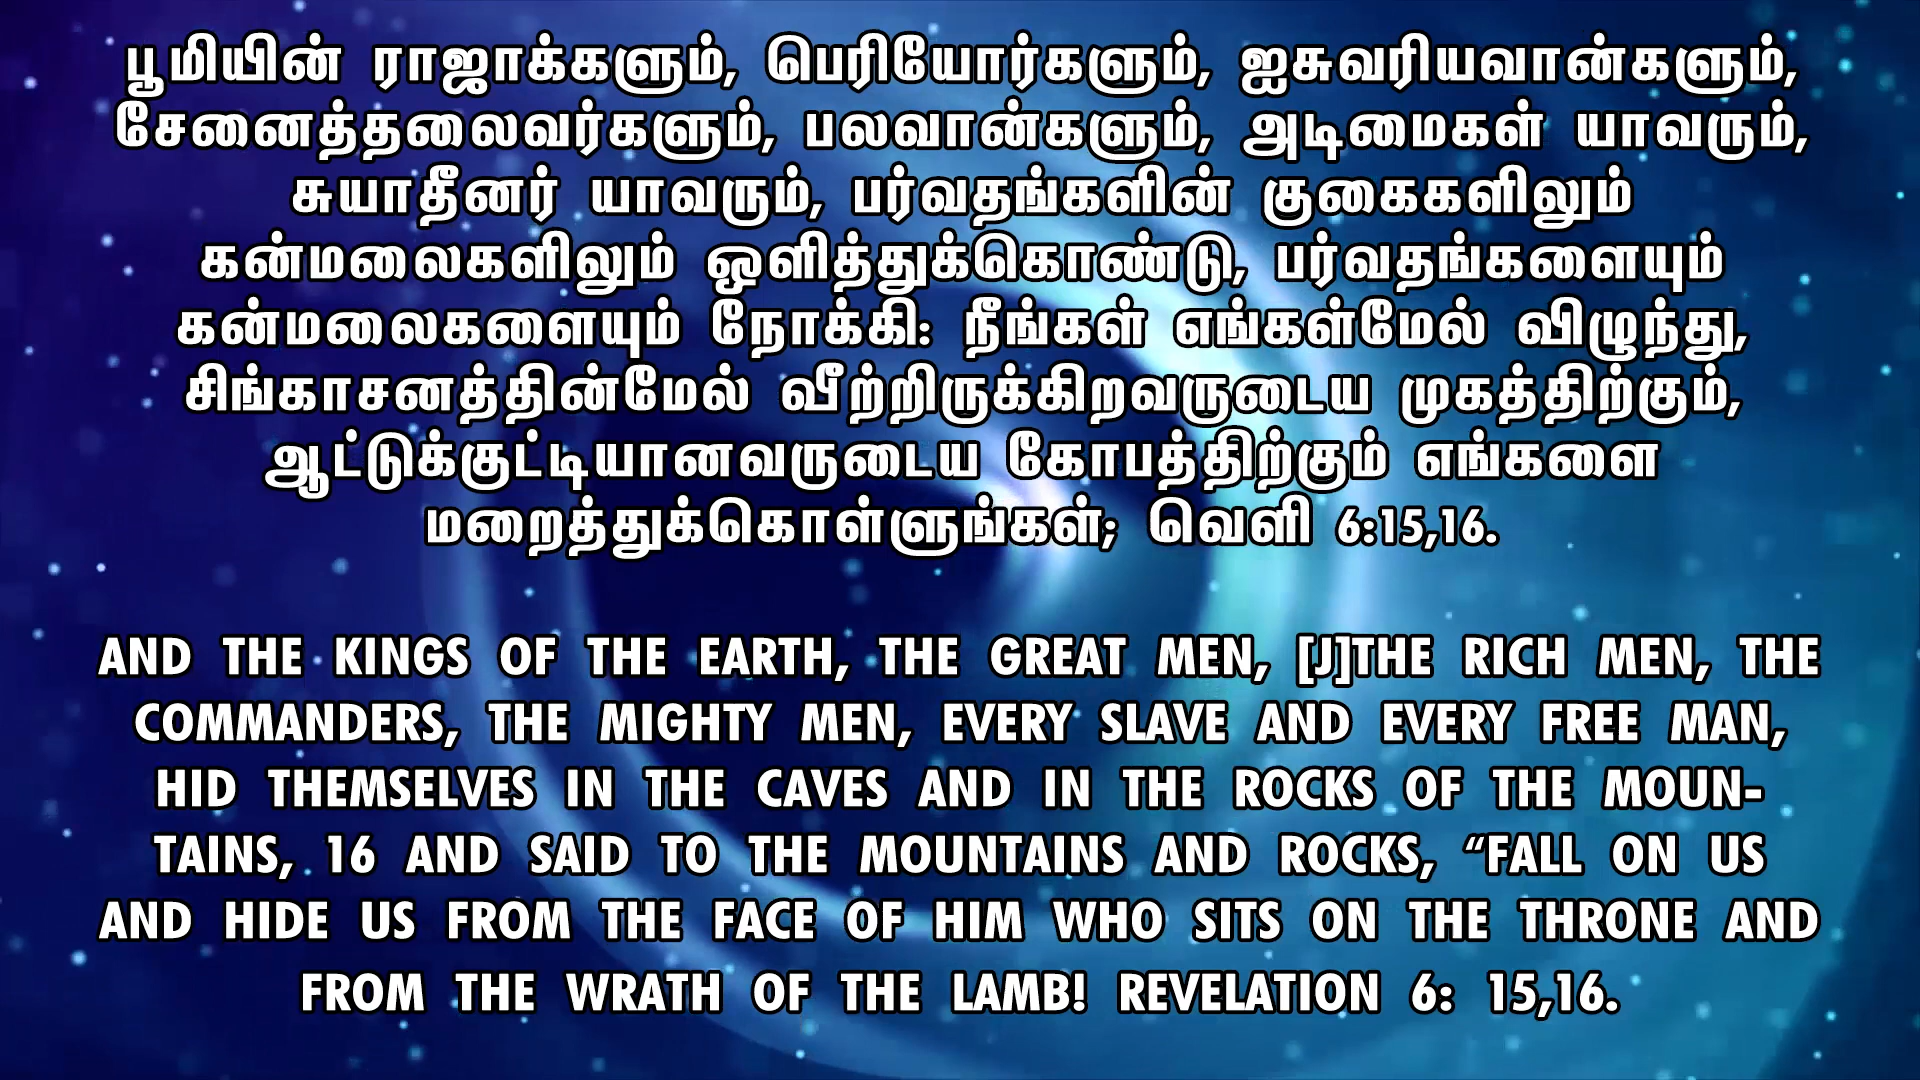 பூமியின் ராஜாக்களும், பெரியோர்களும், ஐசுவரியவான்களும்,
சேனைத்தலைவர்களும், பலவான்களும், அடிமைகள் யாவரும்,
சுயாதீனர் யாவரும், பர்வதங்களின் குகைகளிலும்
கன்மலைகளிலும் ஒளித்துக்கொண்டு, பர்வதங்களையும்
கன்மலைகளையும் நோக்கி: நீங்கள் எங்கள்மேல் விழுந்து,
சிங்காசனத்தின்மேல் வீற்றிருக்கிறவருடைய முகத்திற்கும்,
ஆட்டுக்குட்டியானவருடைய கோபத்திற்கும் எங்களை
மறைத்துக்கொள்ளுங்கள்; வெளி 6:15,16.
AND THE KINGS OF THE EARTH, THE GREAT MEN, [J]THE RICH MEN, THE
COMMANDERS, THE MIGHTY MEN, EVERY SLAVE AND EVERY FREE MAN,
HID THEMSELVES IN THE CAVES AND IN THE ROCKS OF THE MOUN-
TAINS, 16 AND SAID TO THE MOUNTAINS AND ROCKS, “FALL ON US
AND HIDE US FROM THE FACE OF HIM WHO SITS ON THE THRONE AND
FROM THE WRATH OF THE LAMB! REVELATION 6: 15,16.